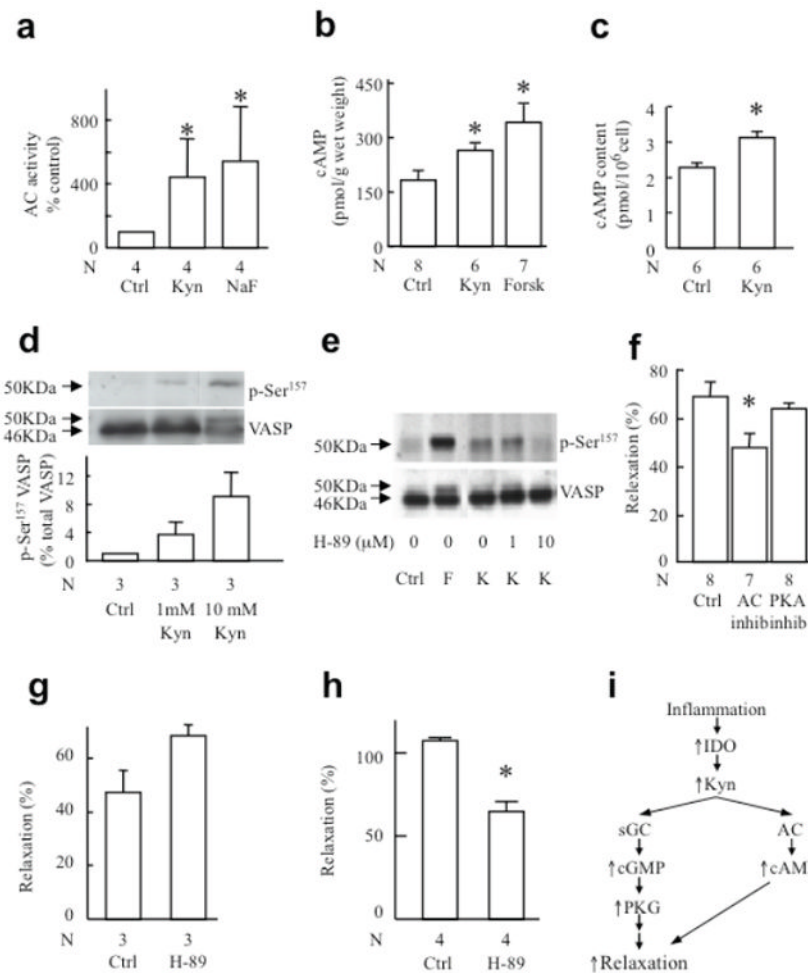 a
AC activity
% control
800
400
0
N 4 4 4
Ctrl Kyn NaF
* *
b
cAMP
(pmol/g wet weight)
450
300
150
0
N 8 6 7
Ctrl Kyn Forsk
* *
c
cAMP content
(pmol/10⁶cell)
4
3
2
1
0
N 6 6
Ctrl Kyn
*
d
50KDa p-Ser¹⁵⁷
50KDa
46KDa VASP
p-Ser¹⁵⁷ VASP
(% total VASP)
12
8
4
0
N 3 3 3
Ctrl 1mM 10 mM
Kyn Kyn
e
50KDa p-Ser¹⁵⁷
50KDa
46KDa VASP
H-89 (μM) 0 0 0 1 10
Ctrl F K K K
f
Relexation (%)
80
60
40
20
0
*
N 8 7 8
Ctrl AC PKA
inhib inhib
g
Relaxation (%)
60
40
20
0
N 3 3
Ctrl H-89
h
Relaxation (%)
100
50
0
*
N 4 4
Ctrl H-89
i
Inflammation
↑IDO
↑Kyn
sGC AC
↑cGMP ↑cAM
↑PKG
↑Relaxation